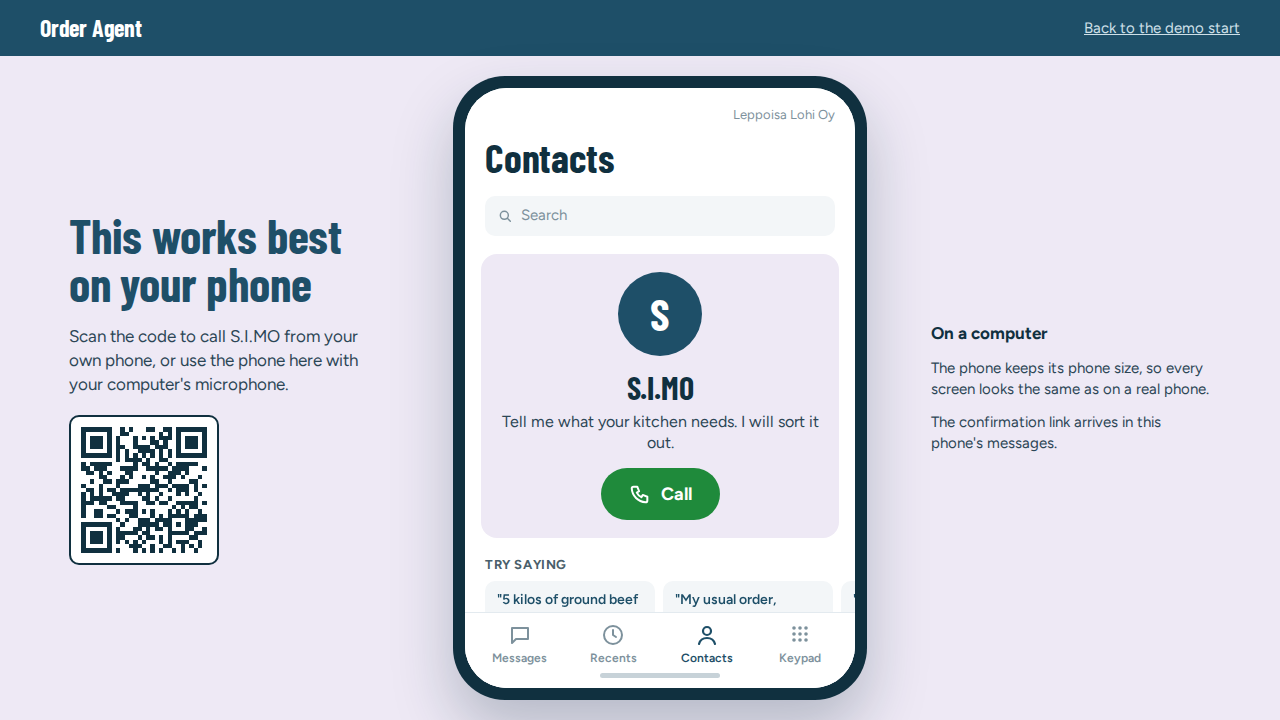 Order Agent
Back to the demo start
This works best
on your phone
Scan the code to call S.I.MO from your
own phone, or use the phone here with
your computer's microphone.
Leppoisa Lohi Oy
Contacts
Search
S
S.I.MO
Tell me what your kitchen needs. I will sort it
out.
Call
TRY SAYING
"5 kilos of ground beef
"My usual order,
"
Messages
Recents
Contacts
Keypad
On a computer
The phone keeps its phone size, so every
screen looks the same as on a real phone.
The confirmation link arrives in this
phone's messages.